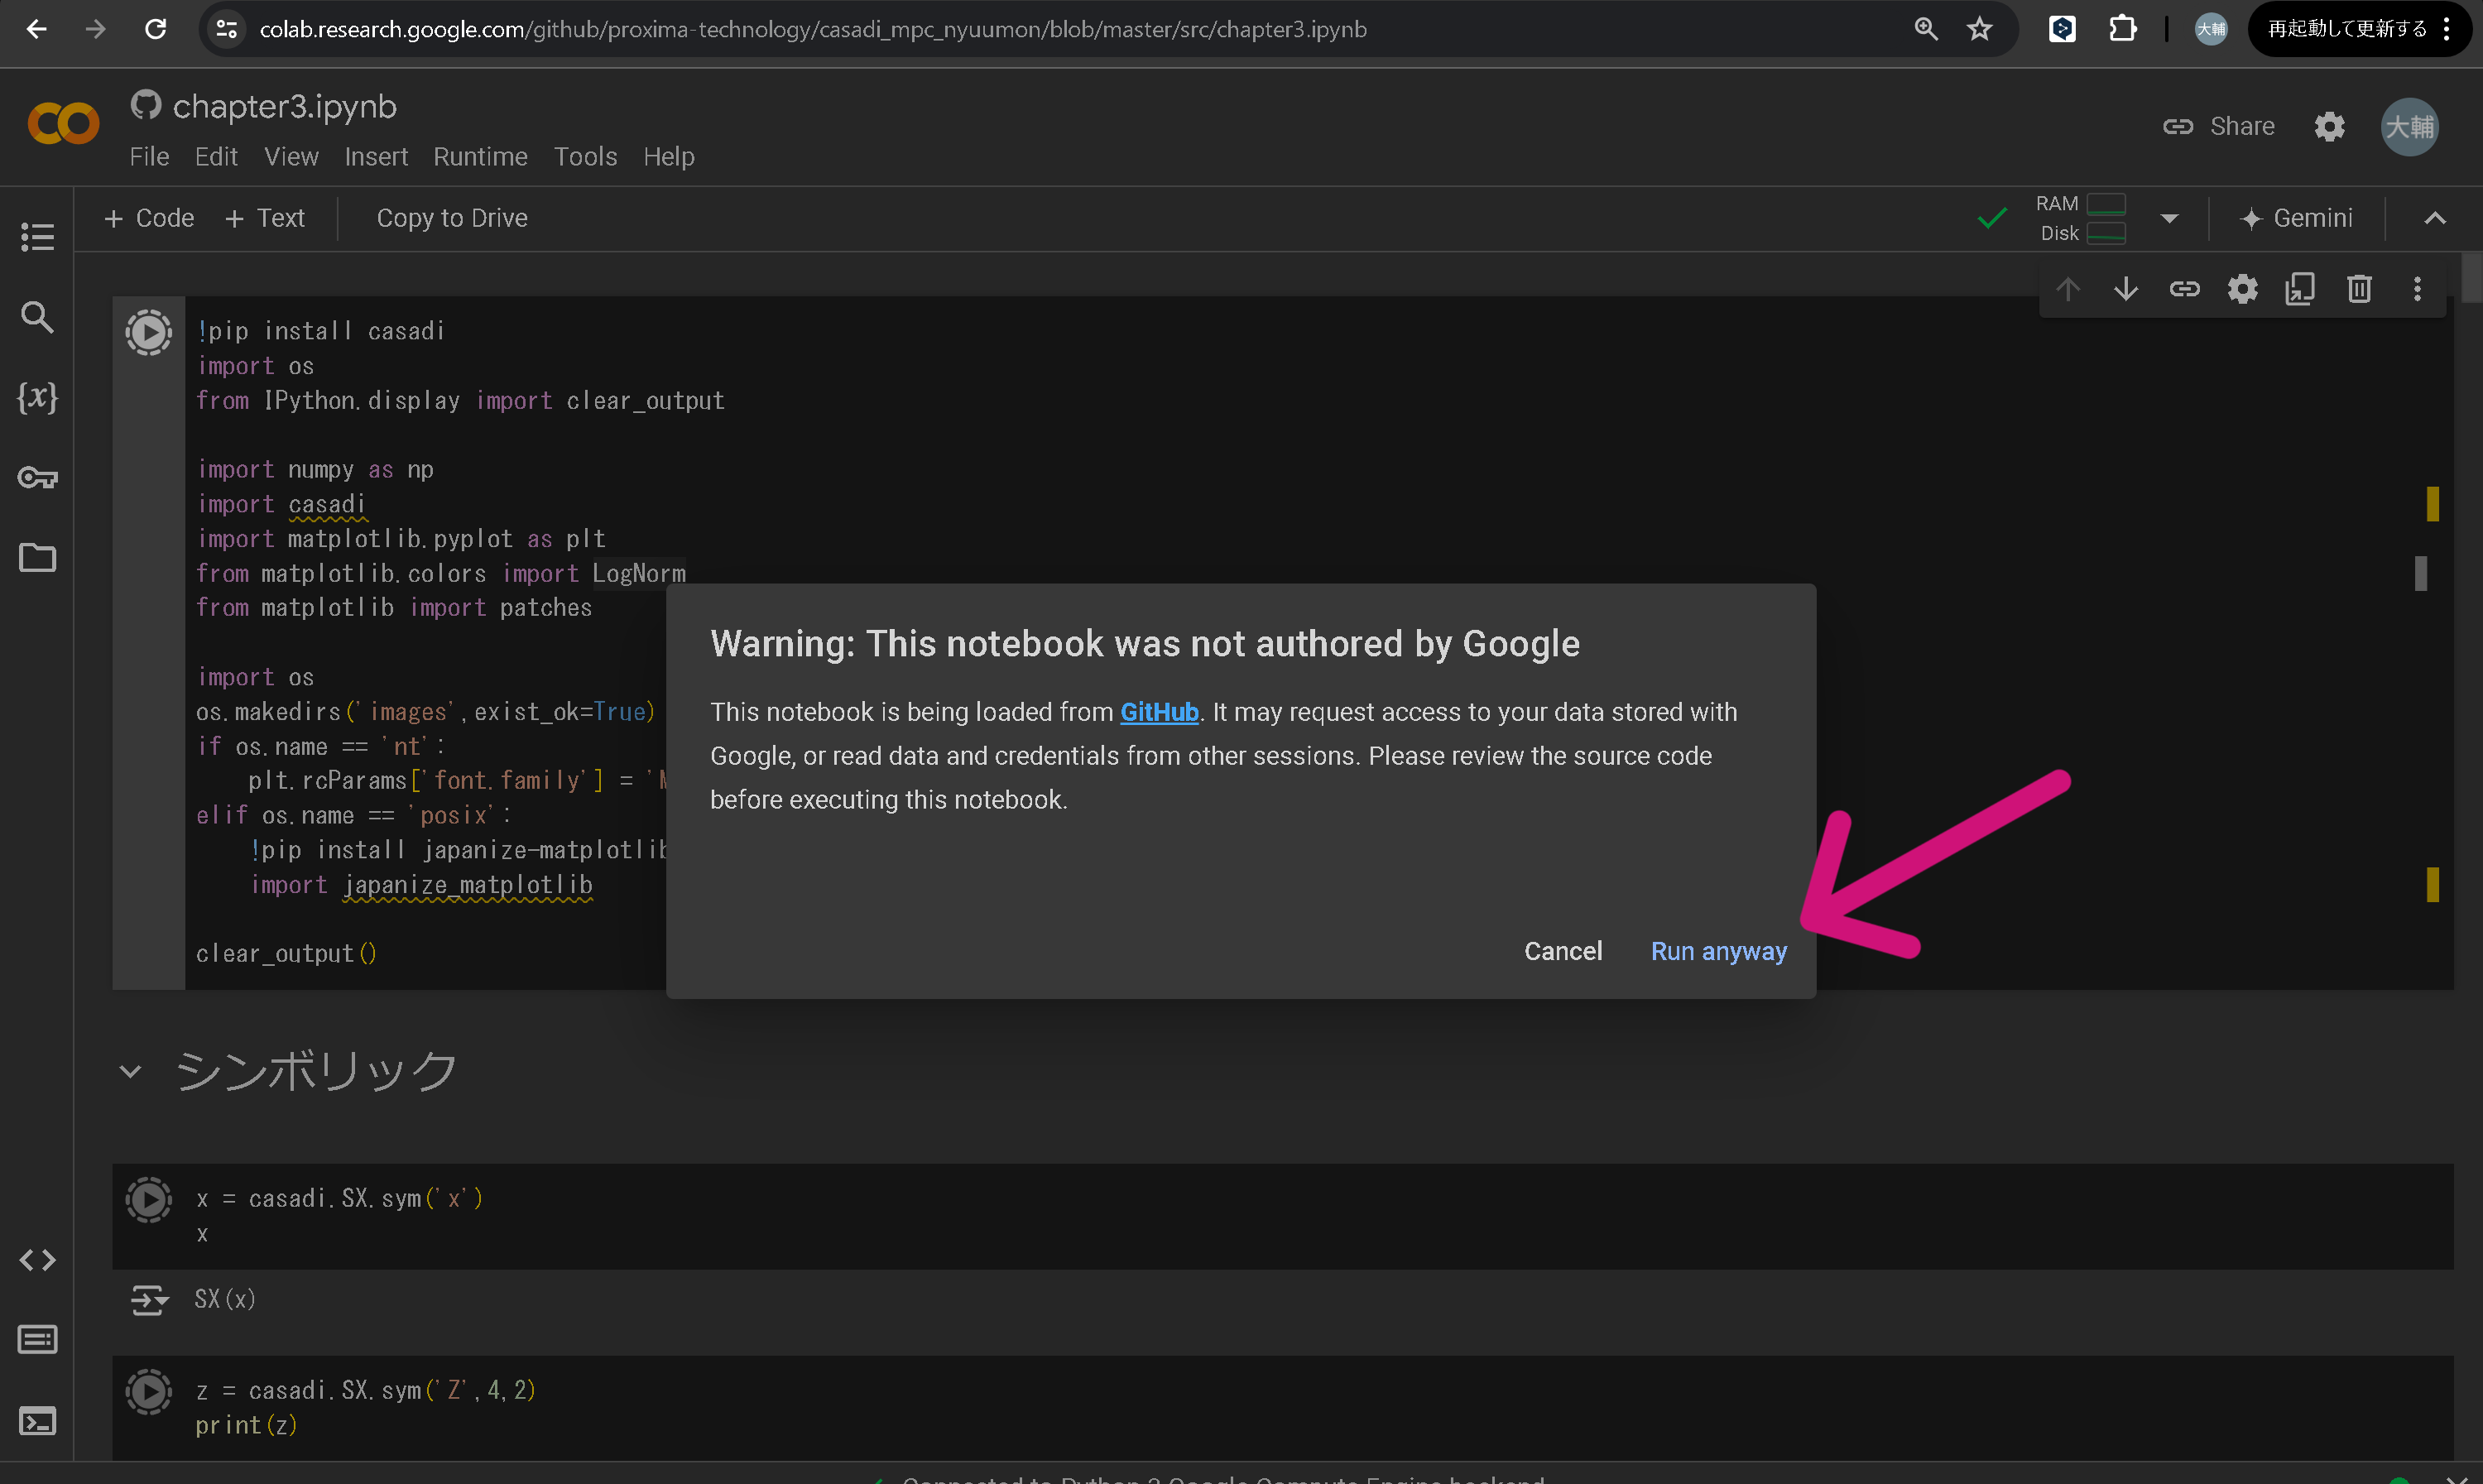 colab.research.google.com/github/proxima-technology/casadi_mpc_nyuumon/blob/master/src/chapter3.ipynb
大輔
再起動して更新する
chapter3.ipynb
File Edit View Insert Runtime Tools Help
Share
大輔
+ Code + Text Copy to Drive
RAM
Disk
Gemini
!pip install casadi
import os
from IPython.display import clear_output
import numpy as np
import casadi
import matplotlib.pyplot as plt
from matplotlib.colors import LogNorm
from matplotlib import patches
import os
os.makedirs('images',exist_ok=True)
if os.name == 'nt':
plt.rcParams['font.family'] = '
elif os.name == 'posix':
!pip install japanize-matplotlib
import japanize_matplotlib
clear_output()
Warning: This notebook was not authored by Google
This notebook is being loaded from GitHub. It may request access to your data stored with
Google, or read data and credentials from other sessions. Please review the source code
before executing this notebook.
Cancel Run anyway
シンボリック
x = casadi.SX.sym('x')
x
SX(x)
z = casadi.SX.sym('Z',4,2)
print(z)
Connected to Python 3 Google Compute Engine backend